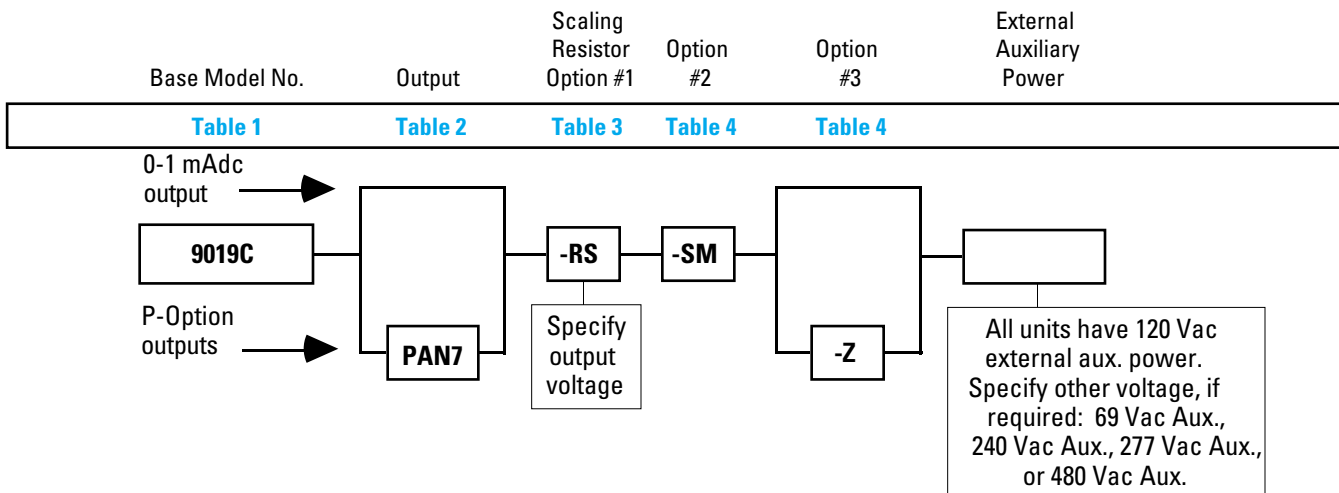 Scaling
Resistor
Option #1
Option
#2
Option
#3
External
Auxiliary
Power
Base Model No.
Output
Table 1
Table 2
Table 3
Table 4
Table 4
0-1 mAdc
output
9019C
-RS
-SM
P-Option
outputs
PAN7
Specify
output
voltage
-Z
All units have 120 Vac
external aux. power.
Specify other voltage, if
required: 69 Vac Aux.,
240 Vac Aux., 277 Vac Aux.,
or 480 Vac Aux.